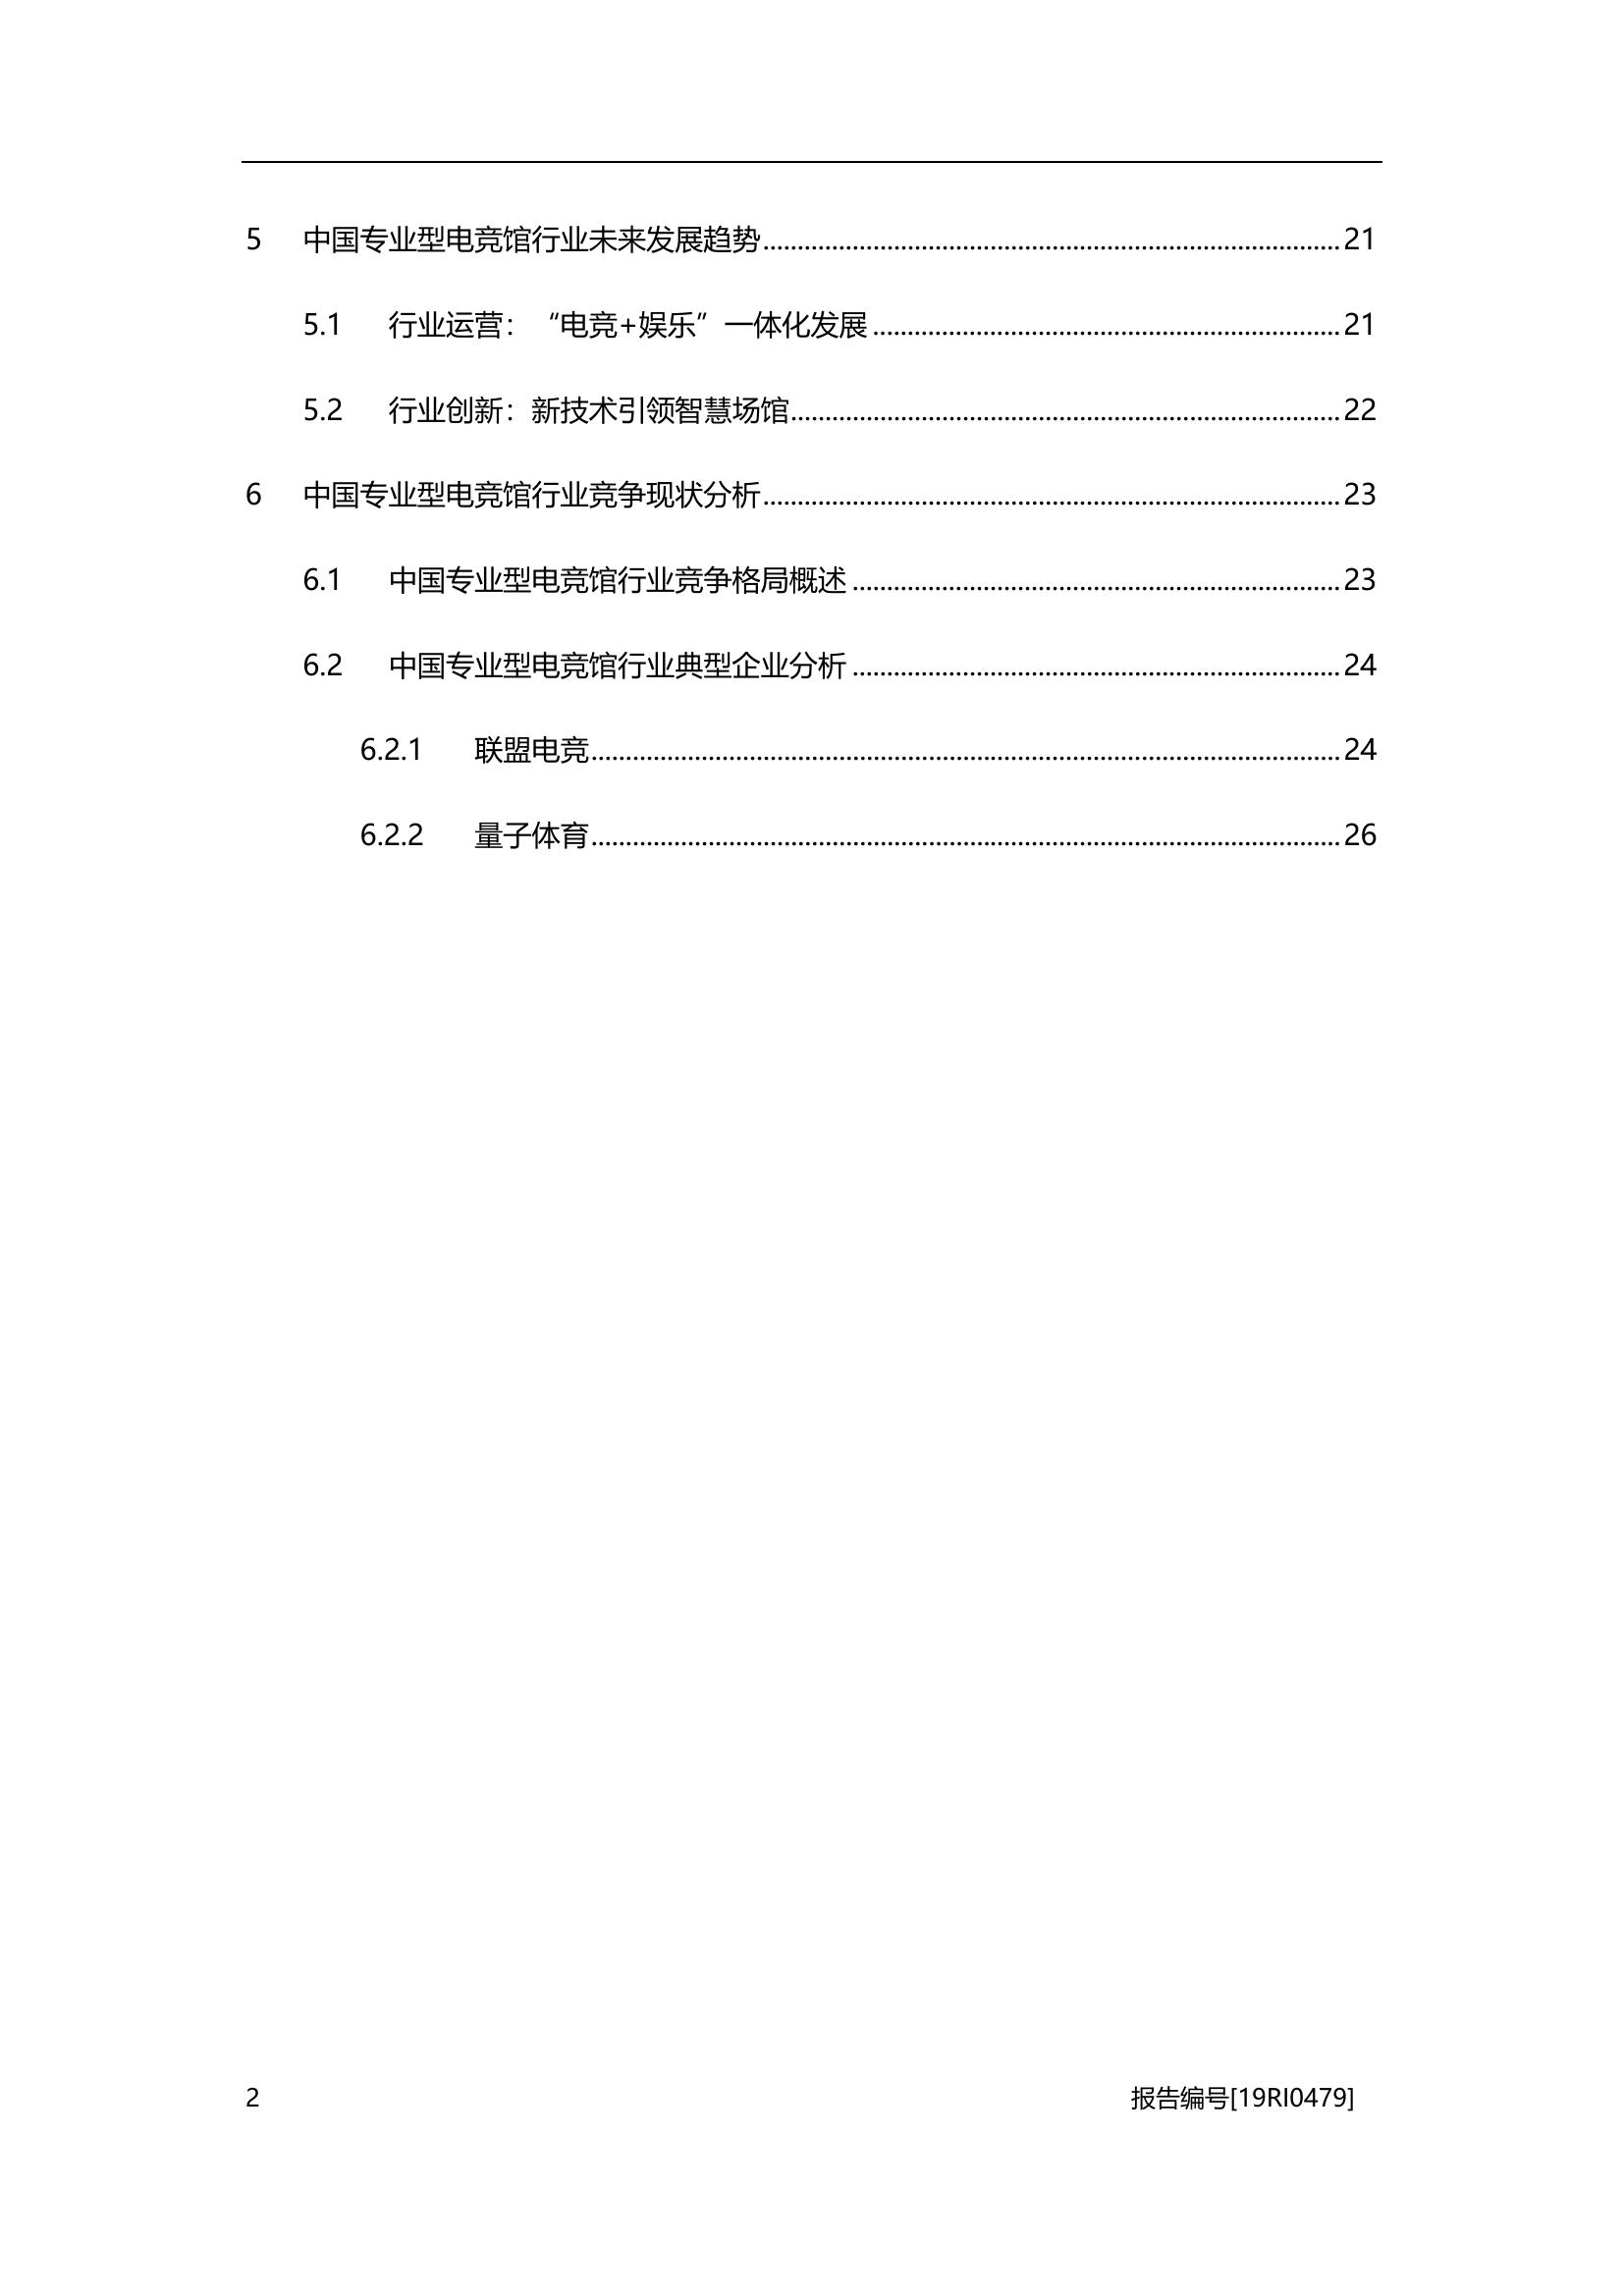 5 中国专业型电竞馆行业未来发展趋势 21
5.1 行业运营：“电竞+娱乐”一体化发展 21
5.2 行业创新：新技术引领智慧场馆 22
6 中国专业型电竞馆行业竞争现状分析 23
6.1 中国专业型电竞馆行业竞争格局概述 23
6.2 中国专业型电竞馆行业典型企业分析 24
6.2.1 联盟电竞 24
6.2.2 量子体育 26
2 报告编号[19RI0479]